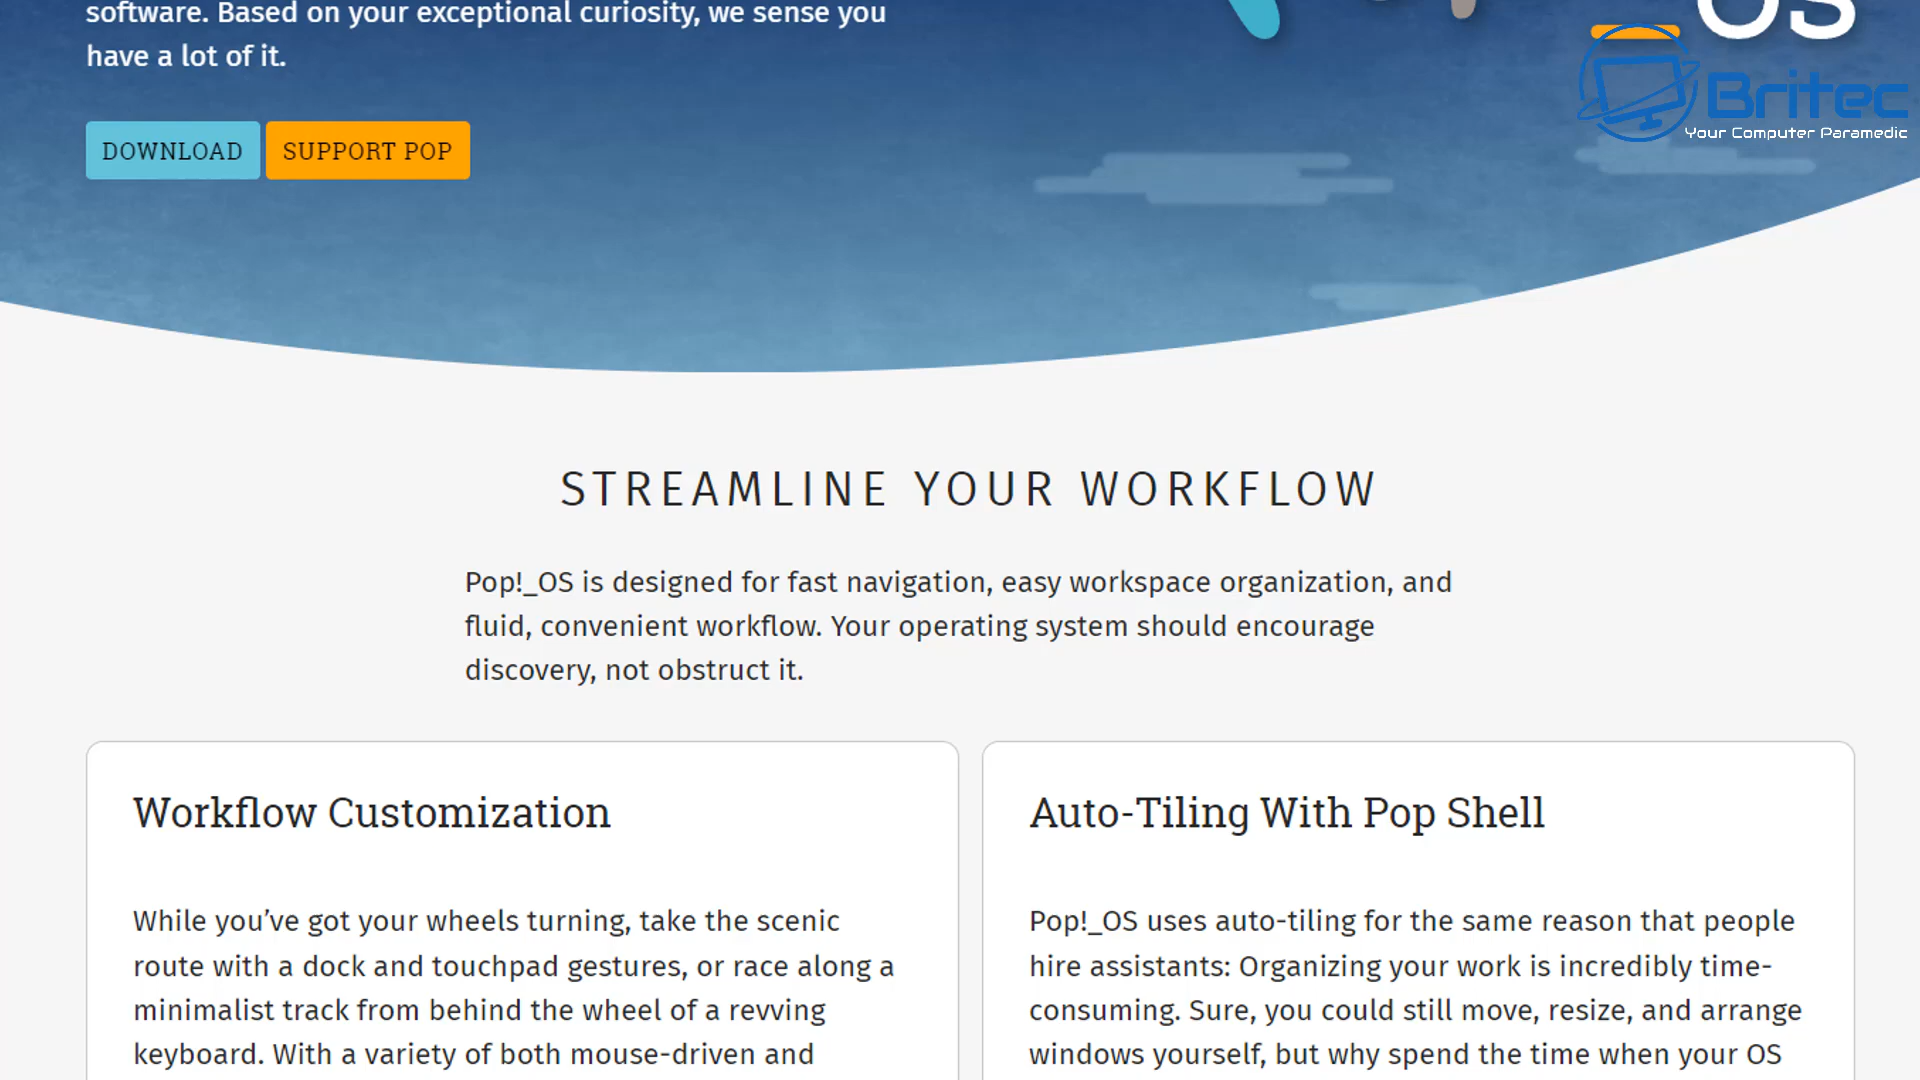 software. Based on your exceptional curiosity, we sense you
have a lot of it.
OS
Britec
Your Computer Paramedic
DOWNLOAD SUPPORT POP
STREAMLINE YOUR WORKFLOW
Pop!_OS is designed for fast navigation, easy workspace organization, and
fluid, convenient workflow. Your operating system should encourage
discovery, not obstruct it.
Workflow Customization
While you’ve got your wheels turning, take the scenic
route with a dock and touchpad gestures, or race along a
minimalist track from behind the wheel of a revving
keyboard. With a variety of both mouse-driven and
Auto-Tiling With Pop Shell
Pop!_OS uses auto-tiling for the same reason that people
hire assistants: Organizing your work is incredibly time-
consuming. Sure, you could still move, resize, and arrange
windows yourself, but why spend the time when your OS